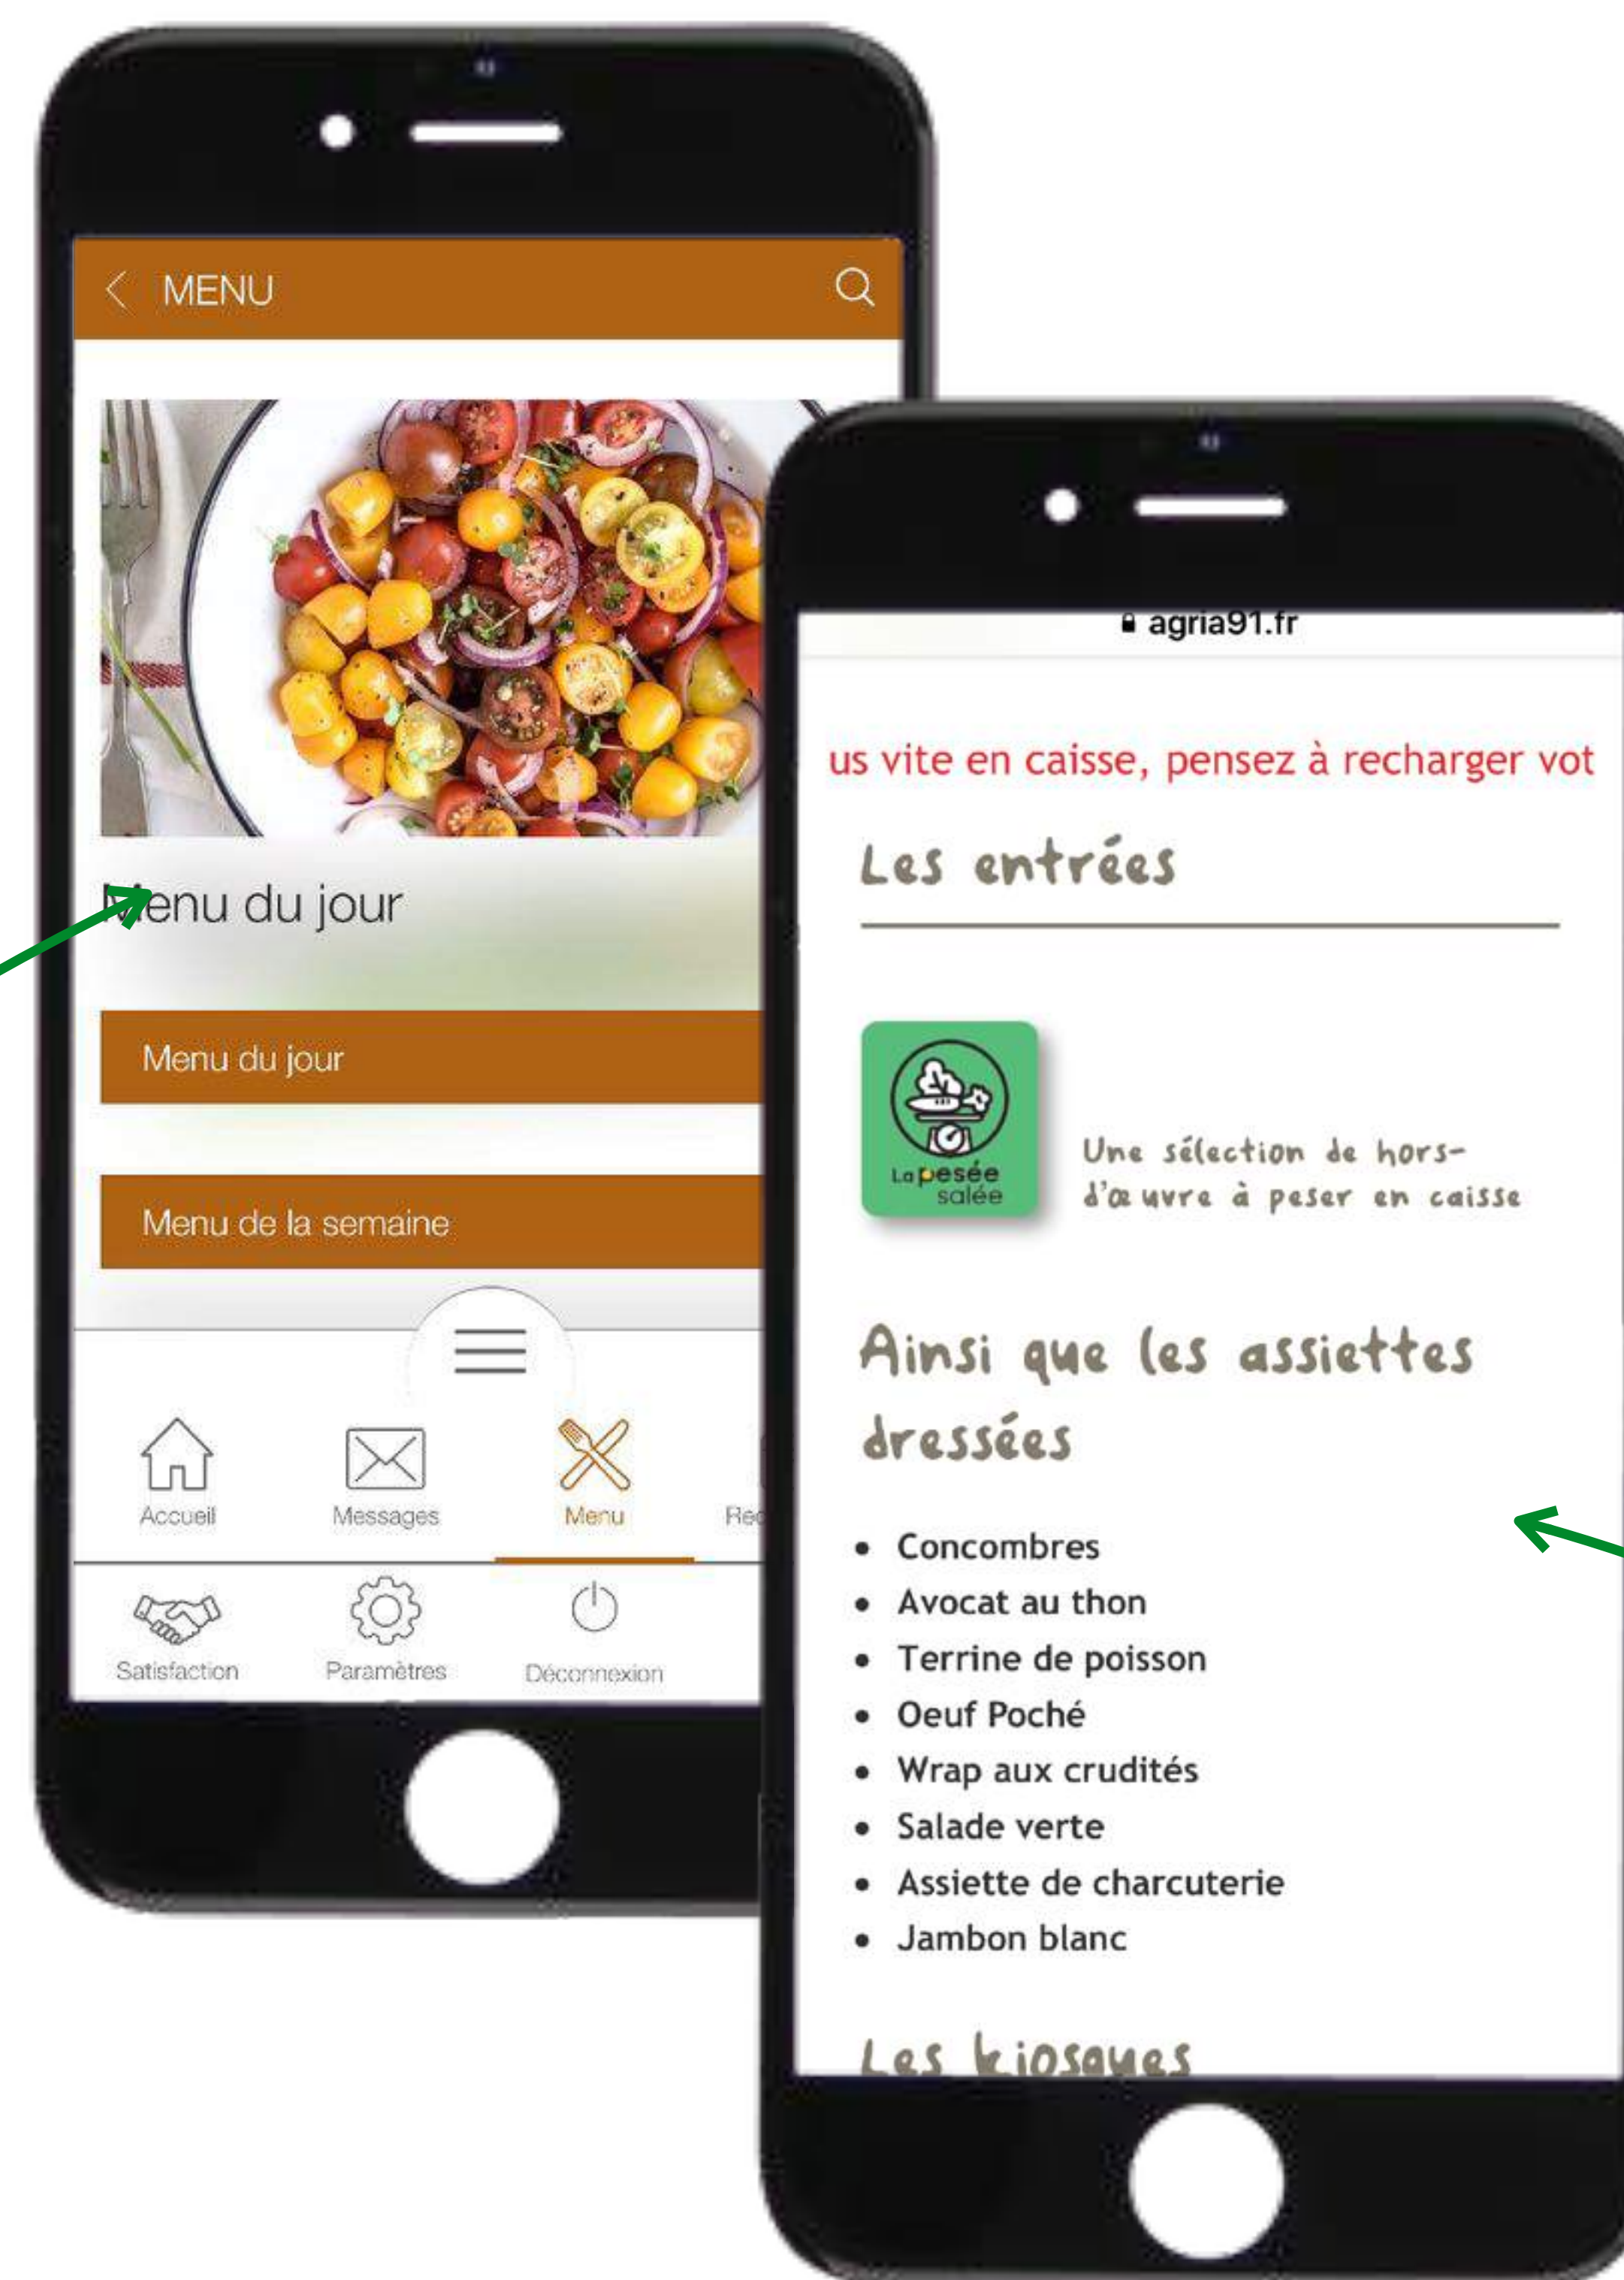 MENU
Menu du jour
Menu du jour
Menu de la semaine
Accueil
Messages
Menu
Satisfaction
Paramètres
Déconnexion
agria91.fr
us vite en caisse, pensez à recharger vot
Les entrées
La pesée
salée
Une sélection de hors-
d'œuvre à peser en caisse
Ainsi que les assiettes
dressées
• Concombres
• Avocat au thon
• Terrine de poisson
• Oeuf Poché
• Wrap aux crudités
• Salade verte
• Assiette de charcuterie
• Jambon blanc
Les kiosques